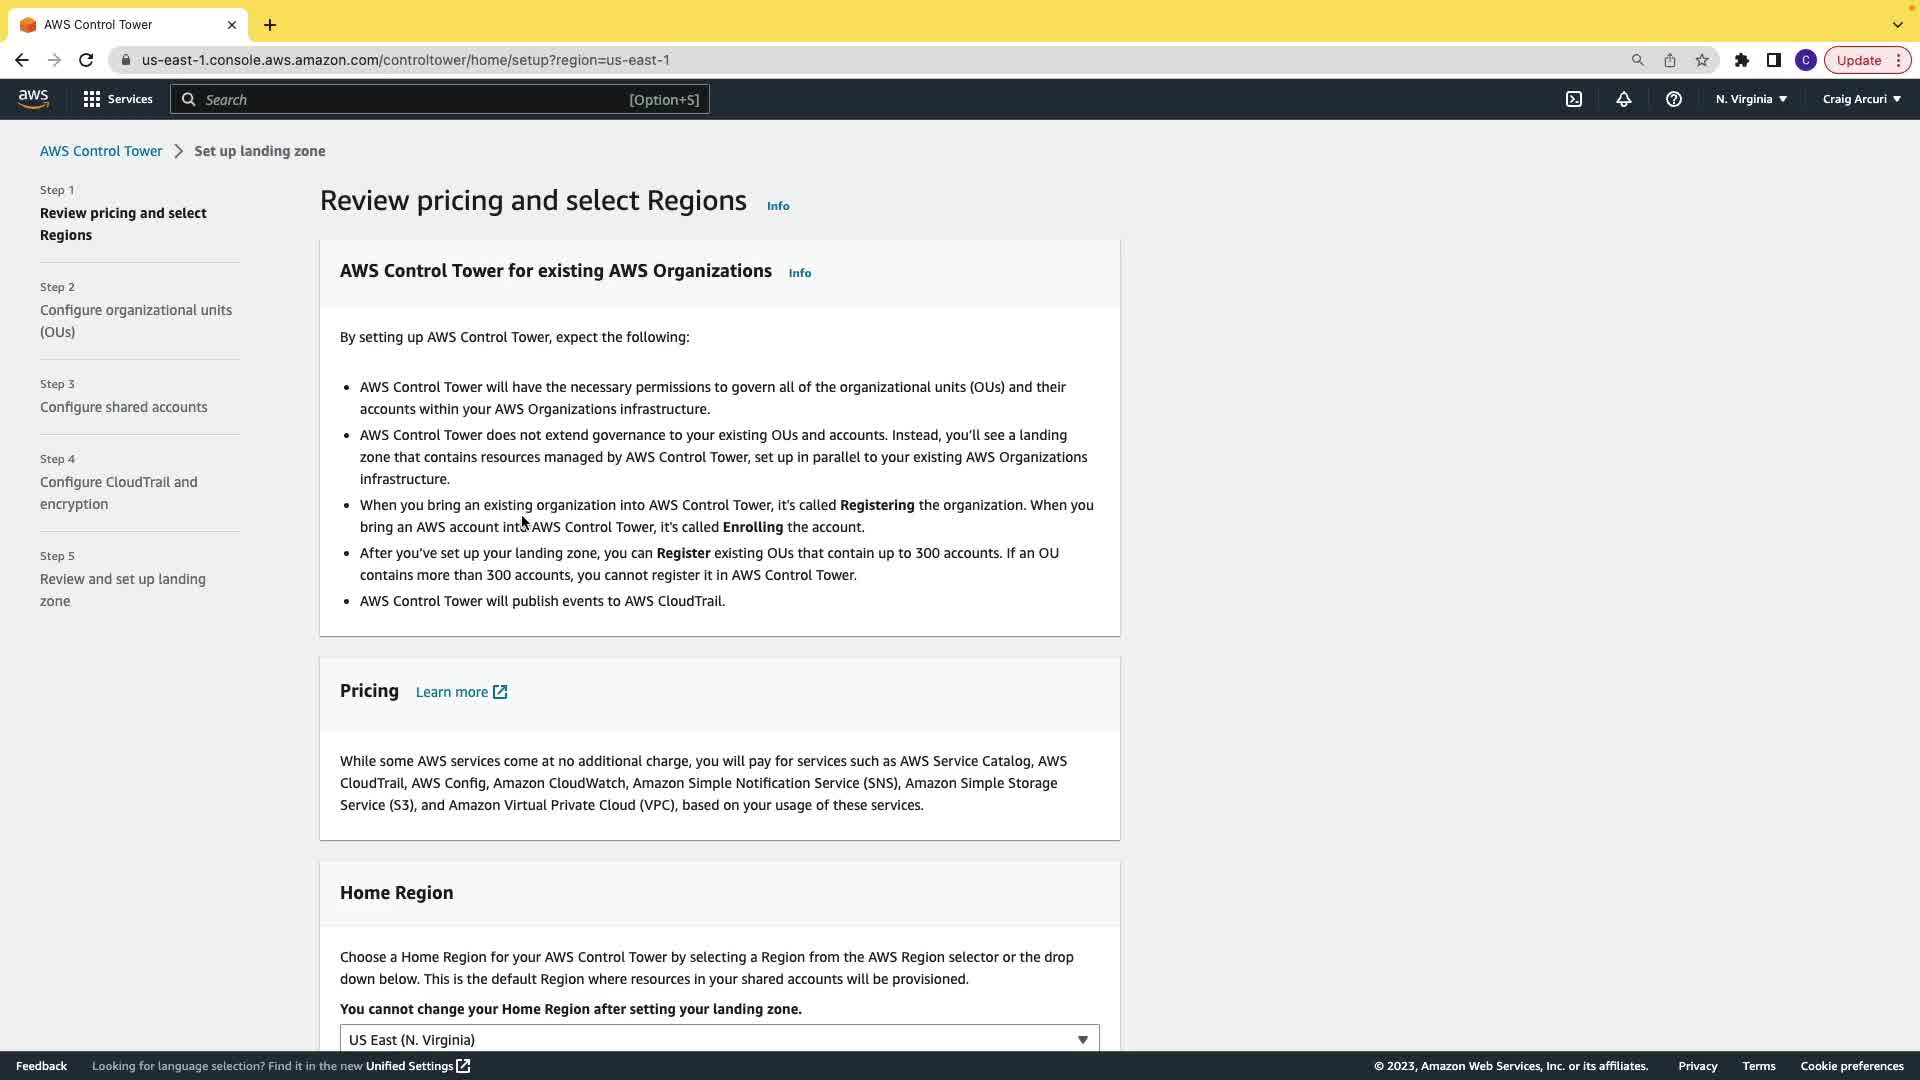 AWS Control Tower
us-east-1.console.aws.amazon.com/controltower/home/setup?region=us-east-1
C
Update
aws
Services
Search
[Option+S]
N. Virginia
Craig Arcuri
AWS Control Tower
Set up landing zone
Step 1
Review pricing and select
Regions
Step 2
Configure organizational units
(OUs)
Step 3
Configure shared accounts
Step 4
Configure CloudTrail and
encryption
Step 5
Review and set up landing
zone
Review pricing and select Regions Info
AWS Control Tower for existing AWS Organizations Info
By setting up AWS Control Tower, expect the following:
• AWS Control Tower will have the necessary permissions to govern all of the organizational units (OUs) and their
accounts within your AWS Organizations infrastructure.
• AWS Control Tower does not extend governance to your existing OUs and accounts. Instead, you'll see a landing
zone that contains resources managed by AWS Control Tower, set up in parallel to your existing AWS Organizations
infrastructure.
• When you bring an existing organization into AWS Control Tower, it's called Registering the organization. When you
bring an AWS account into AWS Control Tower, it's called Enrolling the account.
• After you've set up your landing zone, you can Register existing OUs that contain up to 300 accounts. If an OU
contains more than 300 accounts, you cannot register it in AWS Control Tower.
• AWS Control Tower will publish events to AWS CloudTrail.
Pricing Learn more
While some AWS services come at no additional charge, you will pay for services such as AWS Service Catalog, AWS
CloudTrail, AWS Config, Amazon CloudWatch, Amazon Simple Notification Service (SNS), Amazon Simple Storage
Service (S3), and Amazon Virtual Private Cloud (VPC), based on your usage of these services.
Home Region
Choose a Home Region for your AWS Control Tower by selecting a Region from the AWS Region selector or the drop
down below. This is the default Region where resources in your shared accounts will be provisioned.
You cannot change your Home Region after setting your landing zone.
US East (N. Virginia)
Feedback
Looking for language selection? Find it in the new Unified Settings
© 2023, Amazon Web Services, Inc. or its affiliates.
Privacy
Terms
Cookie preferences